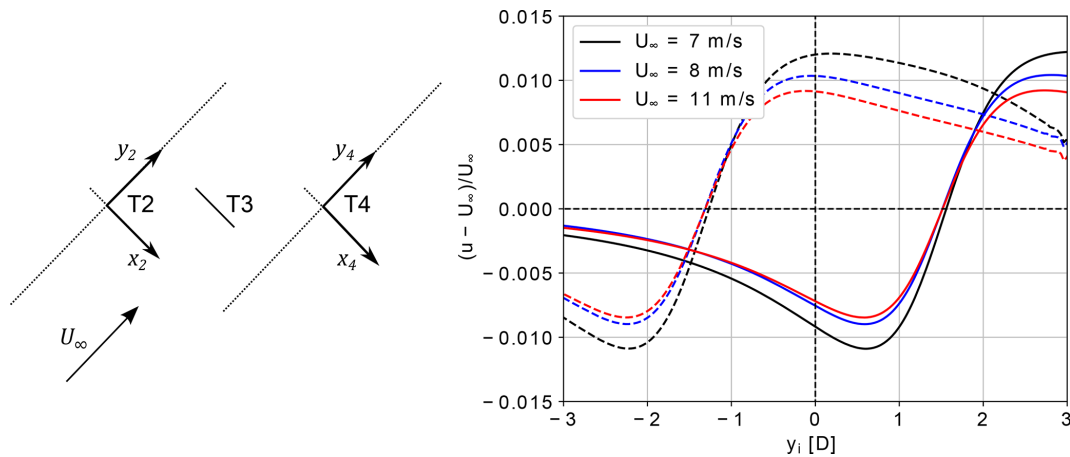 y₂
T2
x₂
T3
y₄
T4
x₄
U∞
0.015
0.010
0.005
0.000
−0.005
−0.010
−0.015
(u − U∞)/U∞
U∞ = 7 m/s
U∞ = 8 m/s
U∞ = 11 m/s
−3 −2 −1 0 1 2 3
yᵢ [D]